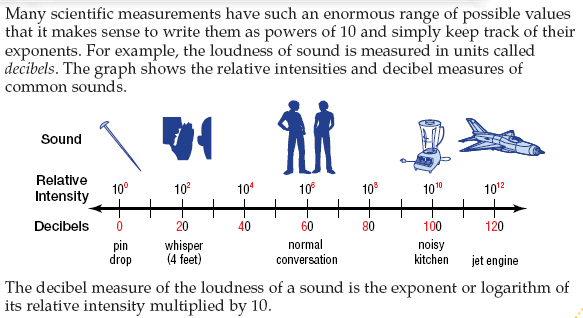 Many scientific measurements have such an enormous range of possible values
that it makes sense to write them as powers of 10 and simply keep track of their
exponents. For example, the loudness of sound is measured in units called
decibels. The graph shows the relative intensities and decibel measures of
common sounds.
Sound
Relative
Intensity 10⁰ 10² 10⁴ 10⁶ 10⁸ 10¹⁰ 10¹²
Decibels 0 20 40 60 80 100 120
pin whisper normal noisy
drop (4 feet) conversation kitchen jet engine
The decibel measure of the loudness of a sound is the exponent or logarithm of
its relative intensity multiplied by 10.